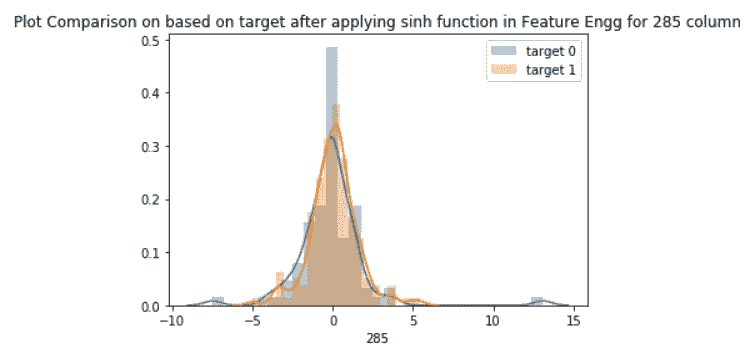 Plot Comparison on based on target after applying sinh function in Feature Engg for 285 column
target 0
target 1
0.5
0.4
0.3
0.2
0.1
0.0
−10 −5 0 5 10 15
285